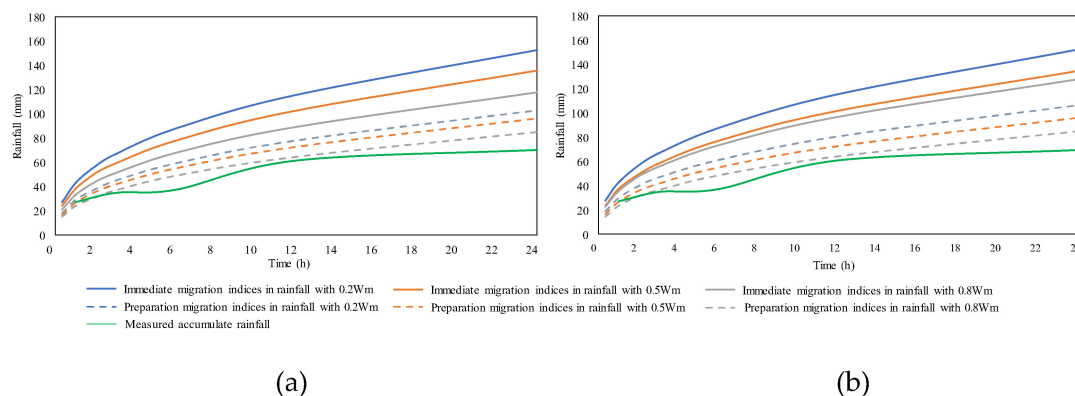 180
160
140
120
100
80
60
40
20
0
Rainfall (mm)
0 2 4 6 8 10 12 14 16 18 20 22 24
Time (h)
180
160
140
120
100
80
60
40
20
0
Rainfall (mm)
0 2 4 6 8 10 12 14 16 18 20 22 24
Time (h)
Immediate migration indices in rainfall with 0.2Wm Immediate migration indices in rainfall with 0.5Wm Immediate migration indices in rainfall with 0.8Wm
Preparation migration indices in rainfall with 0.2Wm Preparation migration indices in rainfall with 0.5Wm Preparation migration indices in rainfall with 0.8Wm
Measured accumulate rainfall
(a) (b)